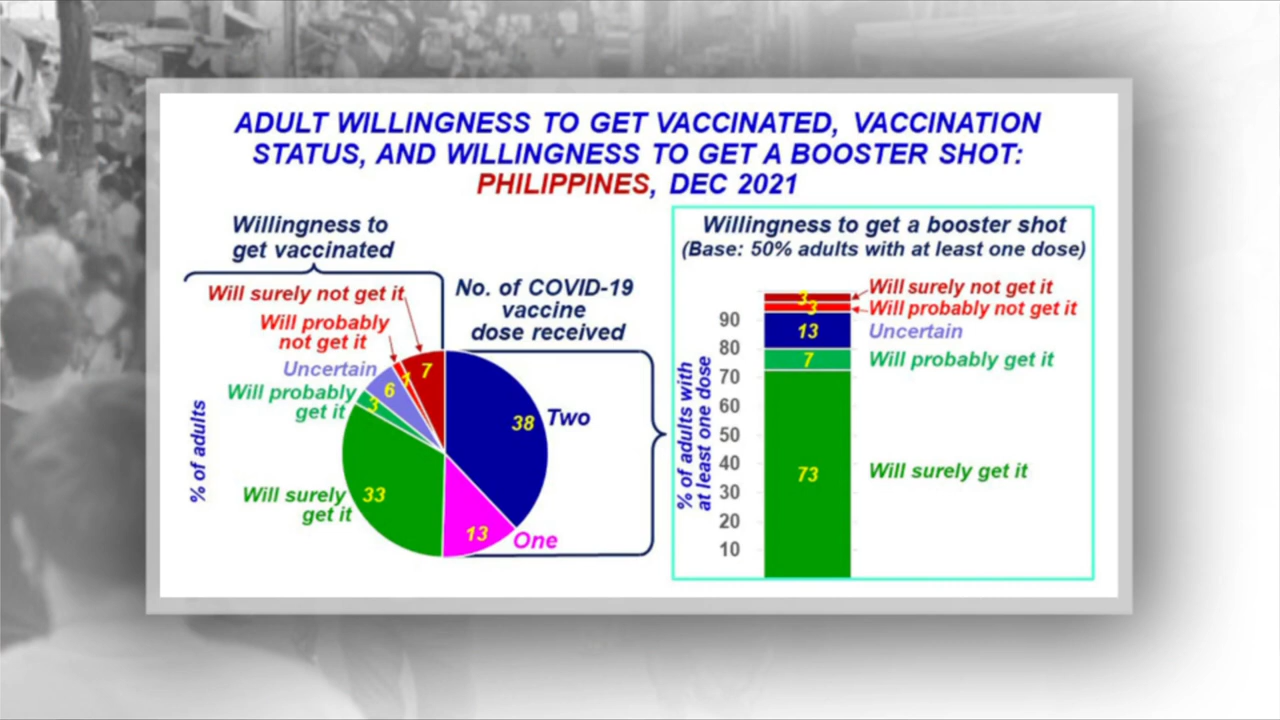 ADULT WILLINGNESS TO GET VACCINATED, VACCINATION
STATUS, AND WILLINGNESS TO GET A BOOSTER SHOT:
PHILIPPINES, DEC 2021
Willingness to
get vaccinated
Will surely not get it
Will probably
not get it
Uncertain
Will probably
get it
Will surely
get it
% of adults
No. of COVID-19
vaccine
dose received
7
6
3
33
38
Two
13
One
Willingness to get a booster shot
(Base: 50% adults with at least one dose)
% of adults with
at least one dose
90
80
70
60
50
40
30
20
10
3
3
13
7
73
Will surely not get it
Will probably not get it
Uncertain
Will probably get it
Will surely get it